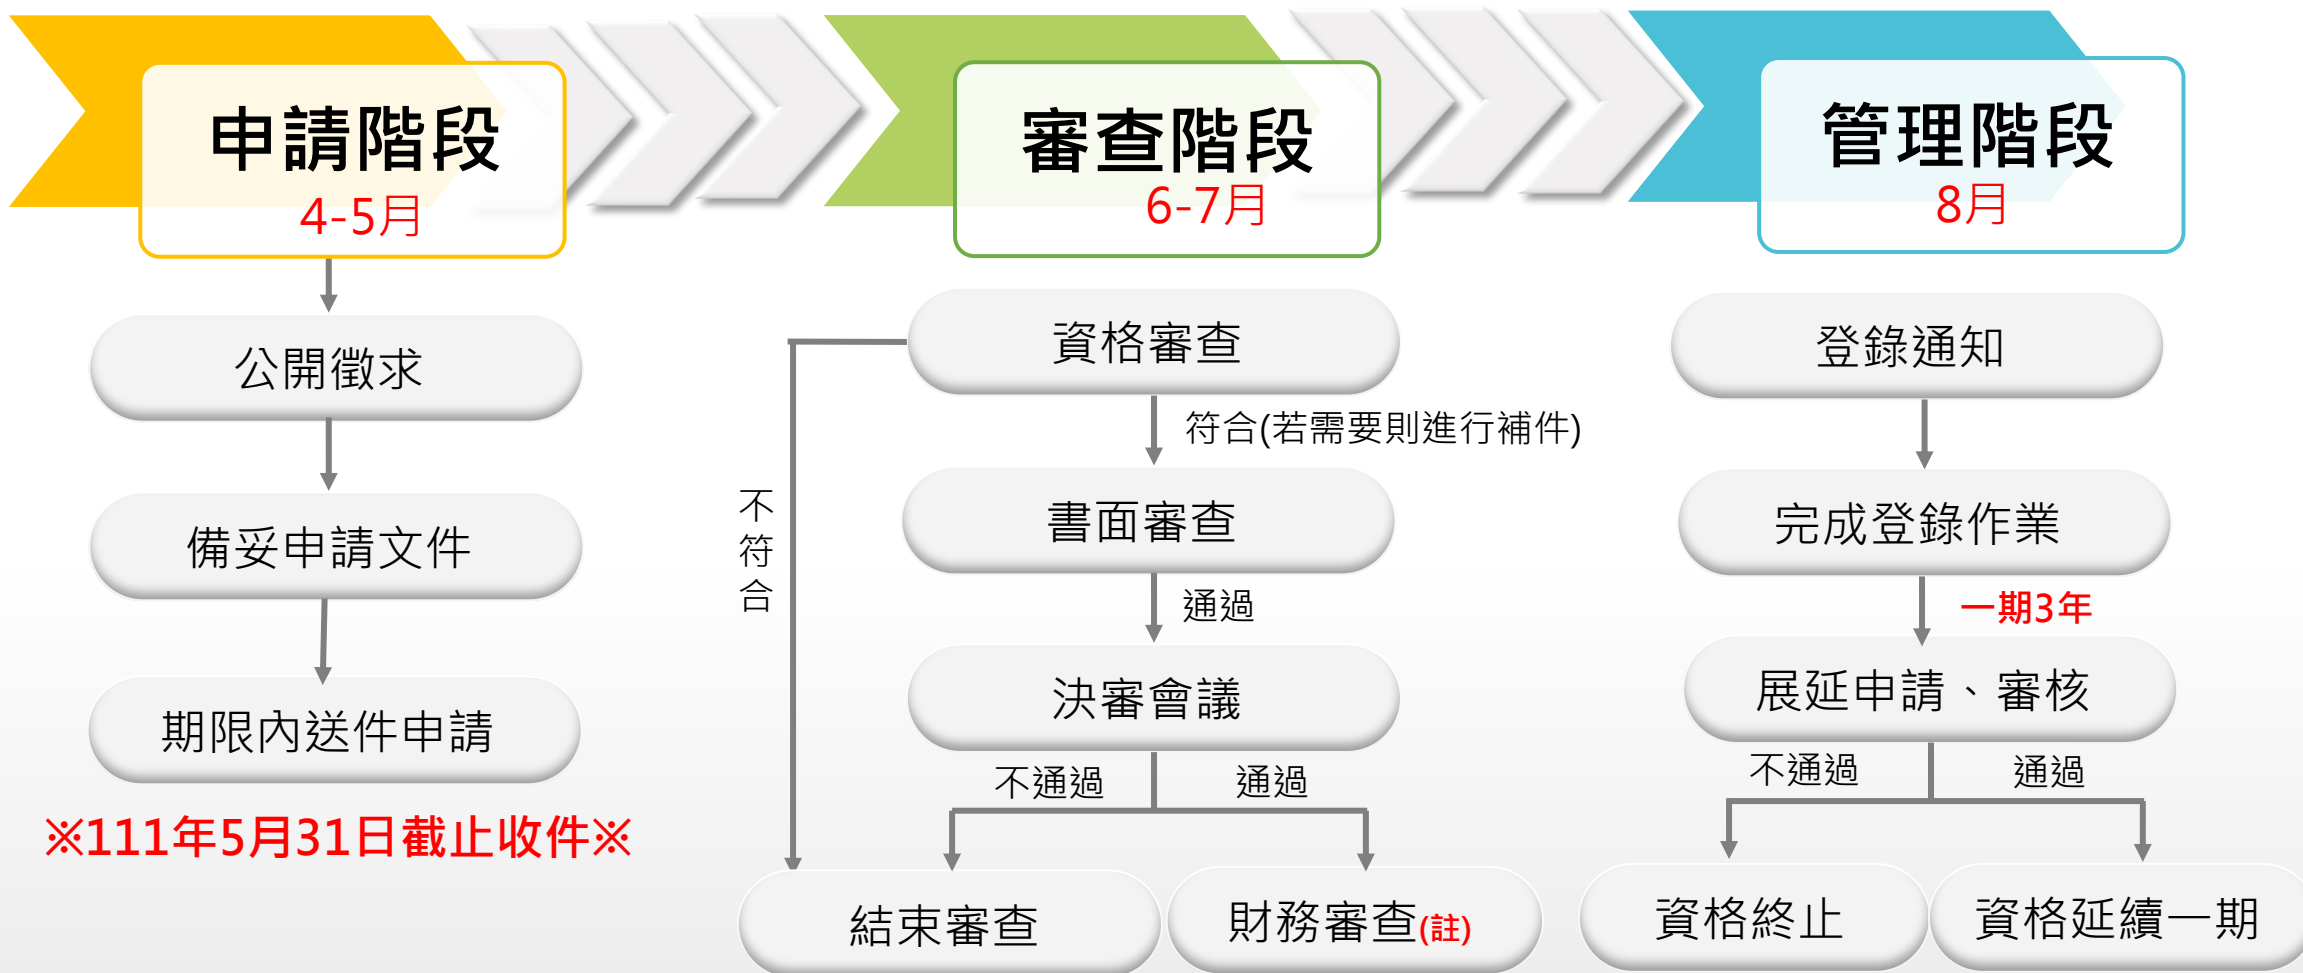 申請階段
4-5月
公開徵求
備妥申請文件
期限內送件申請
※111年5月31日截止收件※
審查階段
6-7月
資格審查
符合(若需要則進行補件)
不符合
書面審查
通過
決審會議
不通過
通過
結束審查
財務審查(註)
管理階段
8月
登錄通知
完成登錄作業
一期3年
展延申請、審核
不通過
通過
資格終止
資格延續一期